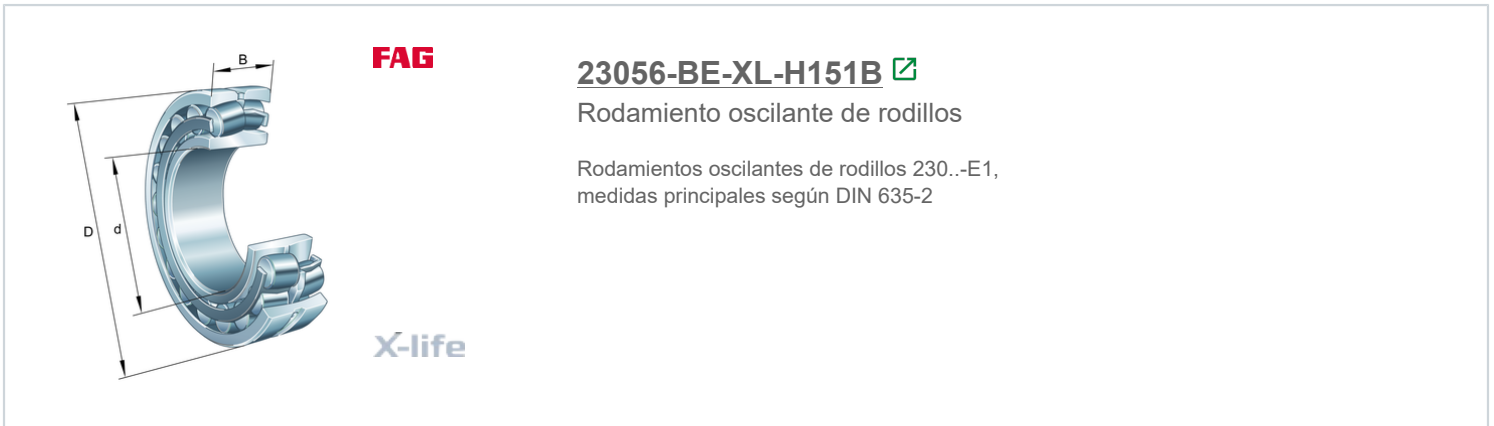 FAG
B
D
d
X-life
23056-BE-XL-H151B
Rodamiento oscilante de rodillos
Rodamientos oscilantes de rodillos 230..-E1,
medidas principales según DIN 635-2